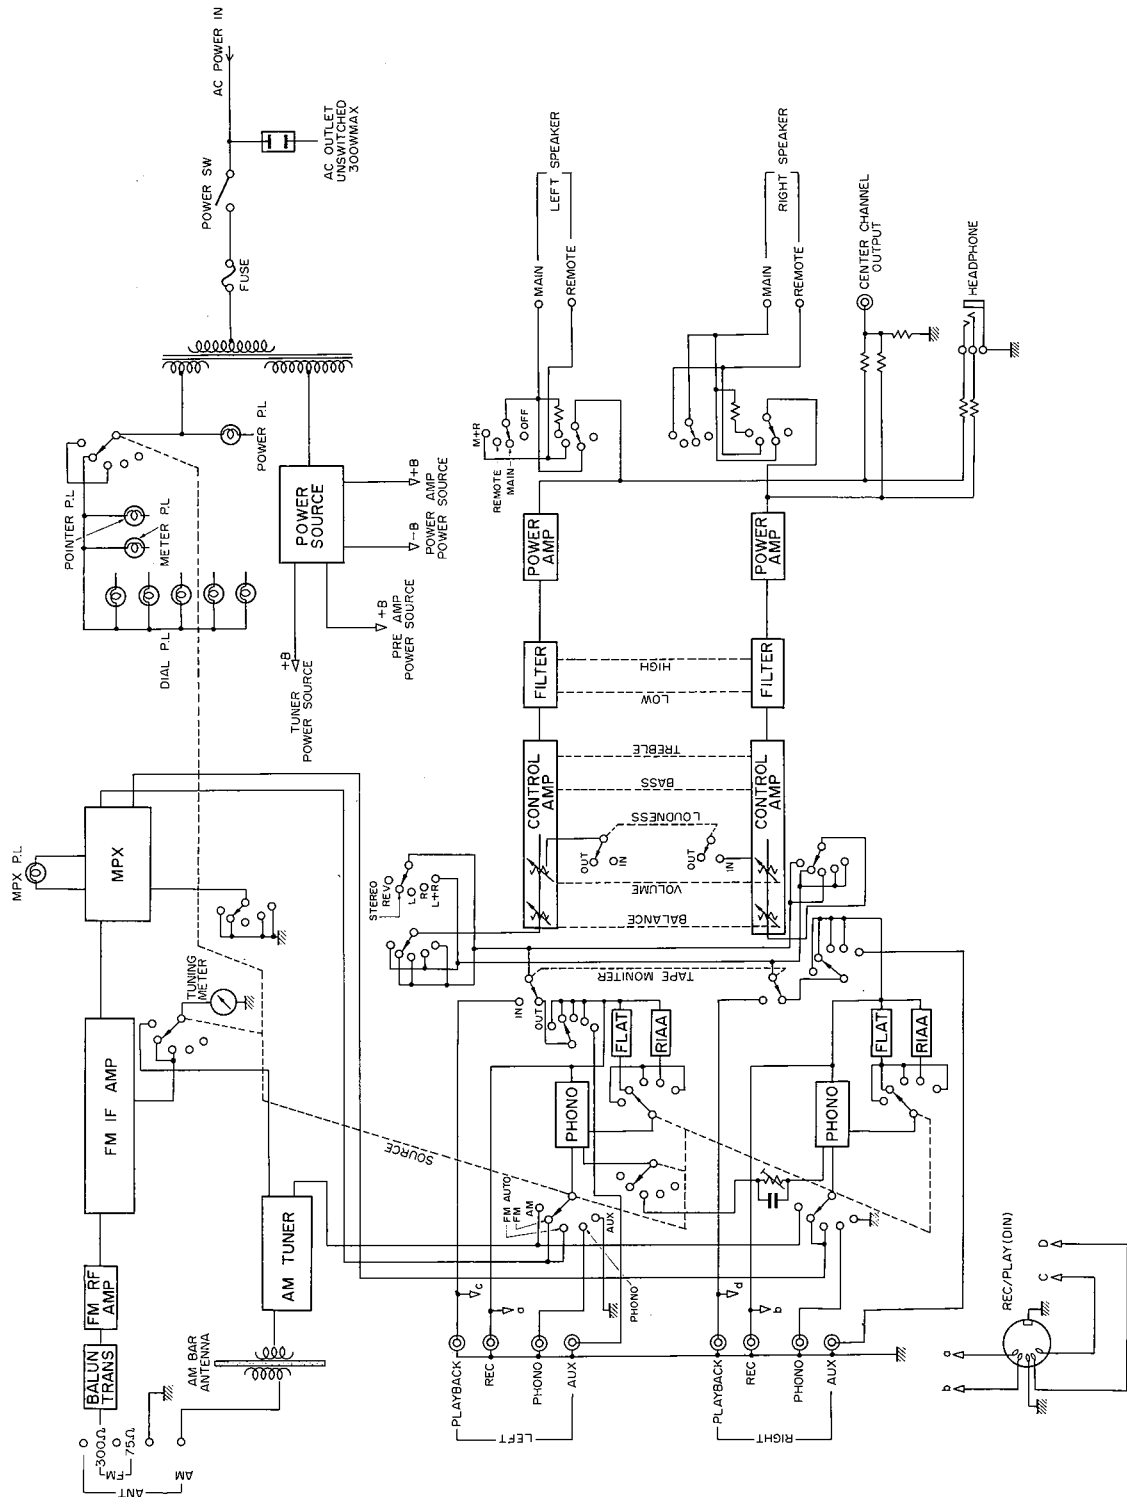 ANT
FM
300Ω
75Ω
AM
BALUN
TRANS
FM RF
AMP
FM IF AMP
MPX
MPX P.L
TUNING
METER
AM BAR
ANTENNA
AM TUNER
SOURCE
DIAL P.L
POINTER P.L
METER P.L
POWER P.L
POWER
SOURCE
+B
TUNER
POWER SOURCE
+B
PRE AMP
POWER SOURCE
-B
+B
POWER AMP
POWER SOURCE
FUSE
POWER SW
AC POWER IN
AC OUTLET
UNSWITCHED
300WMAX
LEFT
PLAYBACK
REC
PHONO
AUX
c
a
FM AUTO
FM
AM
PHONO
AUX
PHONO
FLAT
RIAA
IN
OUT
TAPE MONITER
STEREO
REV
L
R
L+R
BALANCE
VOLUME
LOUDNESS
OUT
IN
OUT
IN
BASS
TREBLE
CONTROL
AMP
LOW
HIGH
FILTER
POWER
AMP
M+R
REMOTE
MAIN
OFF
MAIN
REMOTE
LEFT SPEAKER
RIGHT
PLAYBACK
REC
PHONO
AUX
d
b
PHONO
FLAT
RIAA
CONTROL
AMP
FILTER
POWER
AMP
MAIN
REMOTE
RIGHT SPEAKER
CENTER CHANNEL
OUTPUT
HEADPHONE
REC/PLAY(DIN)
b
a
C
D